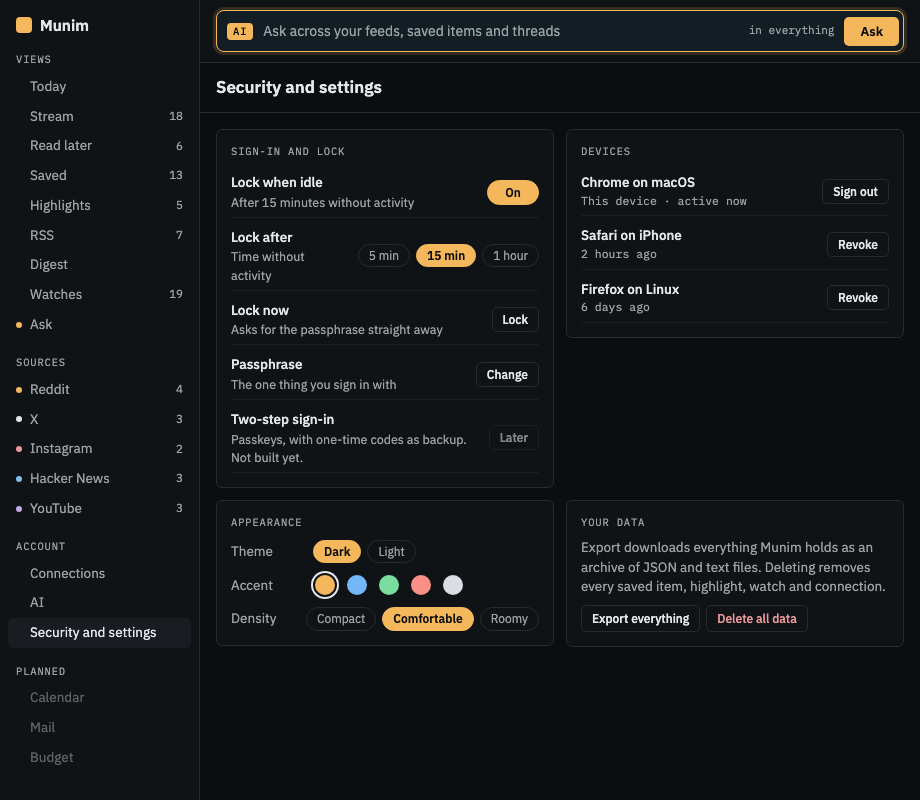 Munim
VIEWS
Today
Stream 18
Read later 6
Saved 13
Highlights 5
RSS 7
Digest
Watches 19
Ask
SOURCES
Reddit 4
X 3
Instagram 2
Hacker News 3
YouTube 3
ACCOUNT
Connections
AI
Security and settings
PLANNED
Calendar
Mail
Budget
AI Ask across your feeds, saved items and threads in everything Ask
Security and settings
SIGN-IN AND LOCK
Lock when idle
After 15 minutes without activity
On
Lock after
Time without
activity
5 min 15 min 1 hour
Lock now
Asks for the passphrase straight away
Lock
Passphrase
The one thing you sign in with
Change
Two-step sign-in
Passkeys, with one-time codes as backup.
Not built yet.
Later
DEVICES
Chrome on macOS
This device · active now
Sign out
Safari on iPhone
2 hours ago
Revoke
Firefox on Linux
6 days ago
Revoke
APPEARANCE
Theme Dark Light
Accent
Density Compact Comfortable Roomy
YOUR DATA
Export downloads everything Munim holds as an
archive of JSON and text files. Deleting removes
every saved item, highlight, watch and connection.
Export everything Delete all data